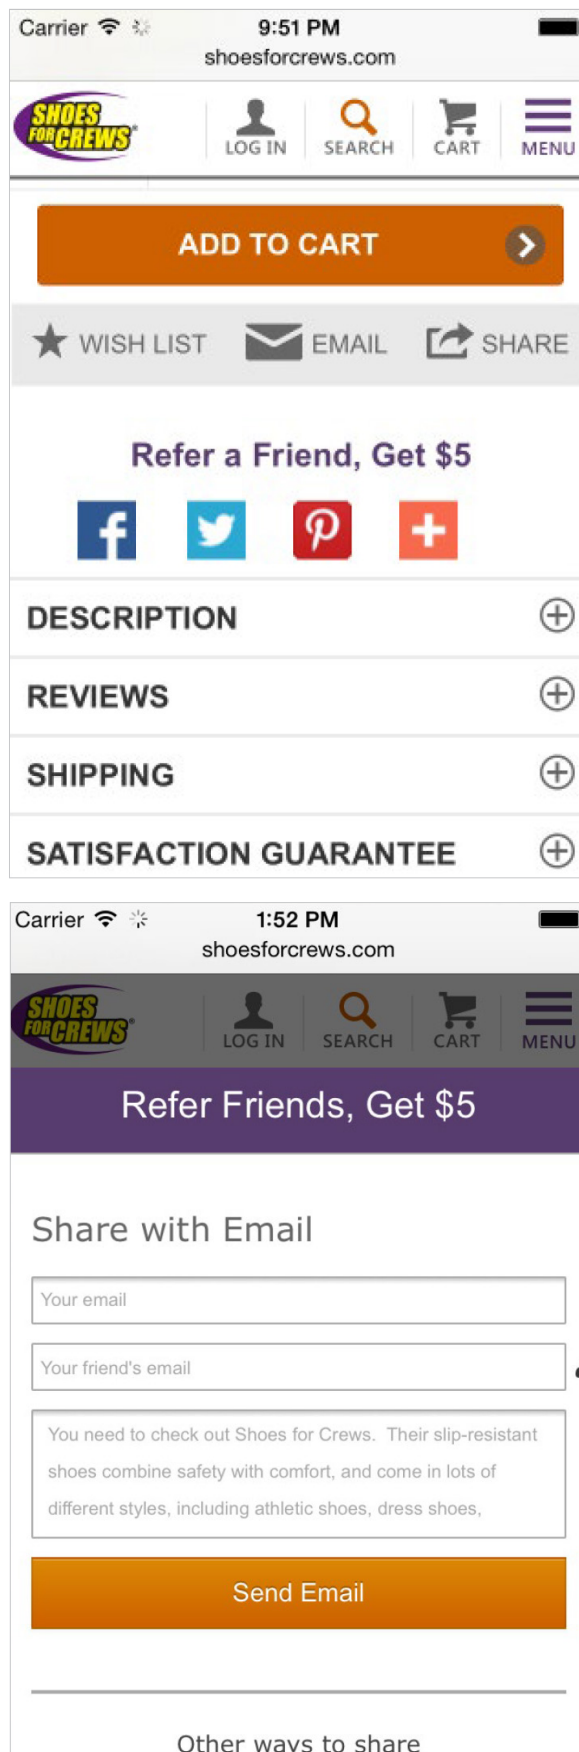 Carrier 9:51 PM
shoesforcrews.com
SHOES
FOR CREWS®
LOG IN SEARCH CART MENU
ADD TO CART
WISH LIST EMAIL SHARE
Refer a Friend, Get $5
DESCRIPTION
REVIEWS
SHIPPING
SATISFACTION GUARANTEE
Carrier 1:52 PM
shoesforcrews.com
SHOES
FOR CREWS®
LOG IN SEARCH CART MENU
Refer Friends, Get $5
Share with Email
Your email
Your friend's email
You need to check out Shoes for Crews. Their slip-resistant
shoes combine safety with comfort, and come in lots of
different styles, including athletic shoes, dress shoes,
Send Email
Other ways to share